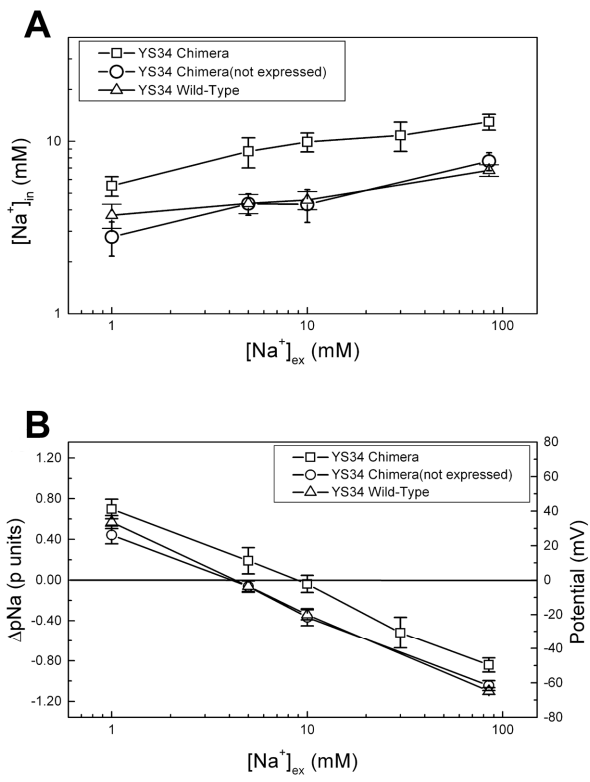 A
YS34 Chimera
YS34 Chimera(not expressed)
YS34 Wild-Type
10
1
[Na⁺]in (mM)
1 10 100
[Na⁺]ex (mM)
B
YS34 Chimera
YS34 Chimera(not expressed)
YS34 Wild-Type
1.20
0.80
0.40
0.00
-0.40
-0.80
-1.20
ΔpNa (p units)
80
60
40
20
0
-20
-40
-60
-80
Potential (mV)
1 10 100
[Na⁺]ex (mM)